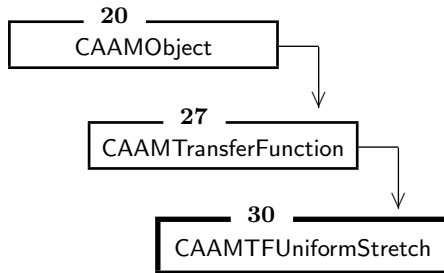 20
CAAMObject
27
CAAMTransferFunction
30
CAAMTFUniformStretch